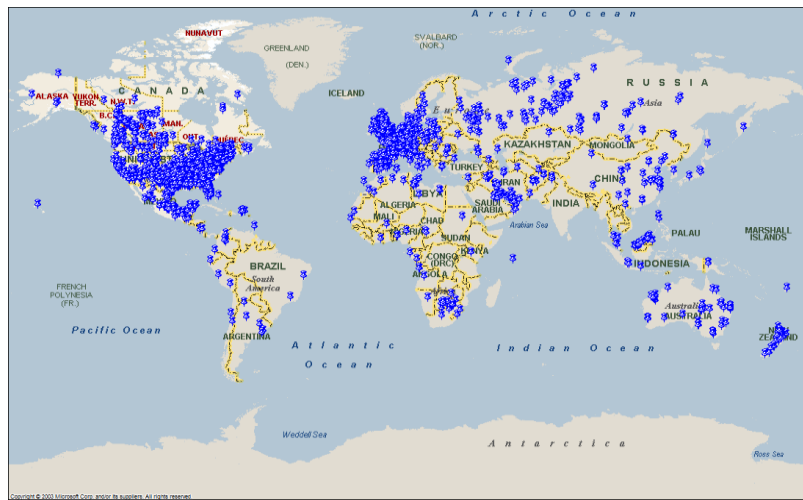 Arctic Ocean
NUNAVUT
GREENLAND
(DEN.)
SVALBARD
(NOR.)
RUSSIA
Asia
ICELAND
CANADA
ALASKA
YUKON
TERR.
N.W.T.
B.C.
MAN.
ONT.
KAZAKHSTAN
MONGOLIA
TURKEY
IRAN
CHINA
LIBYA
ALGERIA
SAUDI
ARABIA
INDIA
MALI
CHAD
SUDAN
Arabian Sea
PALAU
MARSHALL
ISLANDS
CONGO
(DRC)
ANGOLA
INDONESIA
BRAZIL
South
America
FRENCH
POLYNESIA
(FR.)
Australia
AUSTRALIA
Pacific Ocean
ARGENTINA
Atlantic
Ocean
Indian Ocean
ZEALAND
Weddell Sea
Antarctica
Ross Sea
Copyright © 2003 Microsoft Corp. and/or its suppliers. All rights reserved.